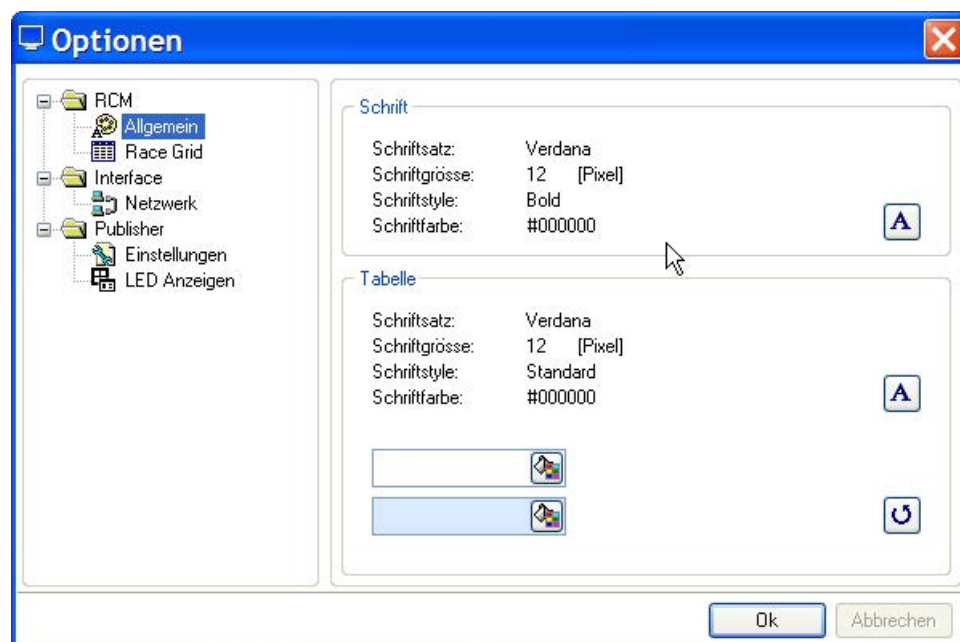 Optionen
RCM
Allgemein
Race Grid
Interface
Netzwerk
Publisher
Einstellungen
LED Anzeigen
Schrift
Schriftsatz: Verdana
Schriftgrösse: 12 [Pixel]
Schriftstyle: Bold
Schriftfarbe: #000000
A
Tabelle
Schriftsatz: Verdana
Schriftgrösse: 12 [Pixel]
Schriftstyle: Standard
Schriftfarbe: #000000
A
Ok Abbrechen